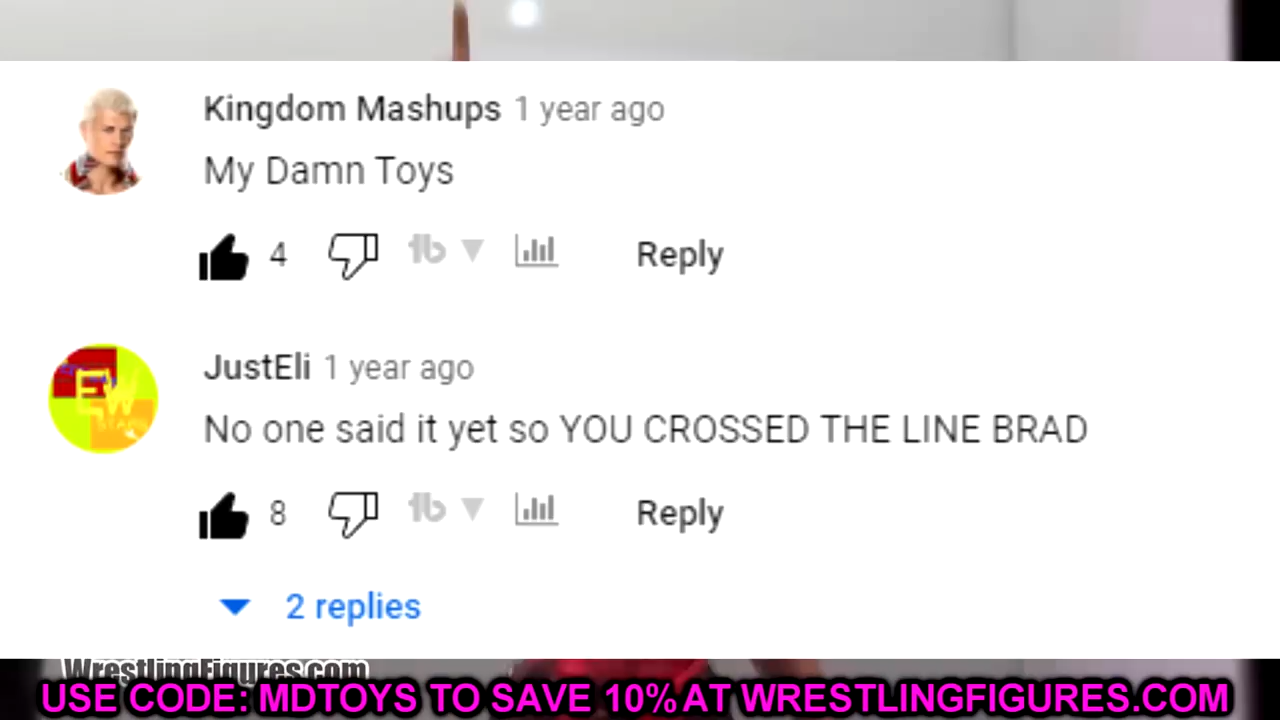 Kingdom Mashups 1 year ago
My Damn Toys
4 Reply
JustEli 1 year ago
No one said it yet so YOU CROSSED THE LINE BRAD
8 Reply
2 replies
WrestlingFigures.com
USE CODE: MDTOYS TO SAVE 10% AT WRESTLINGFIGURES.COM